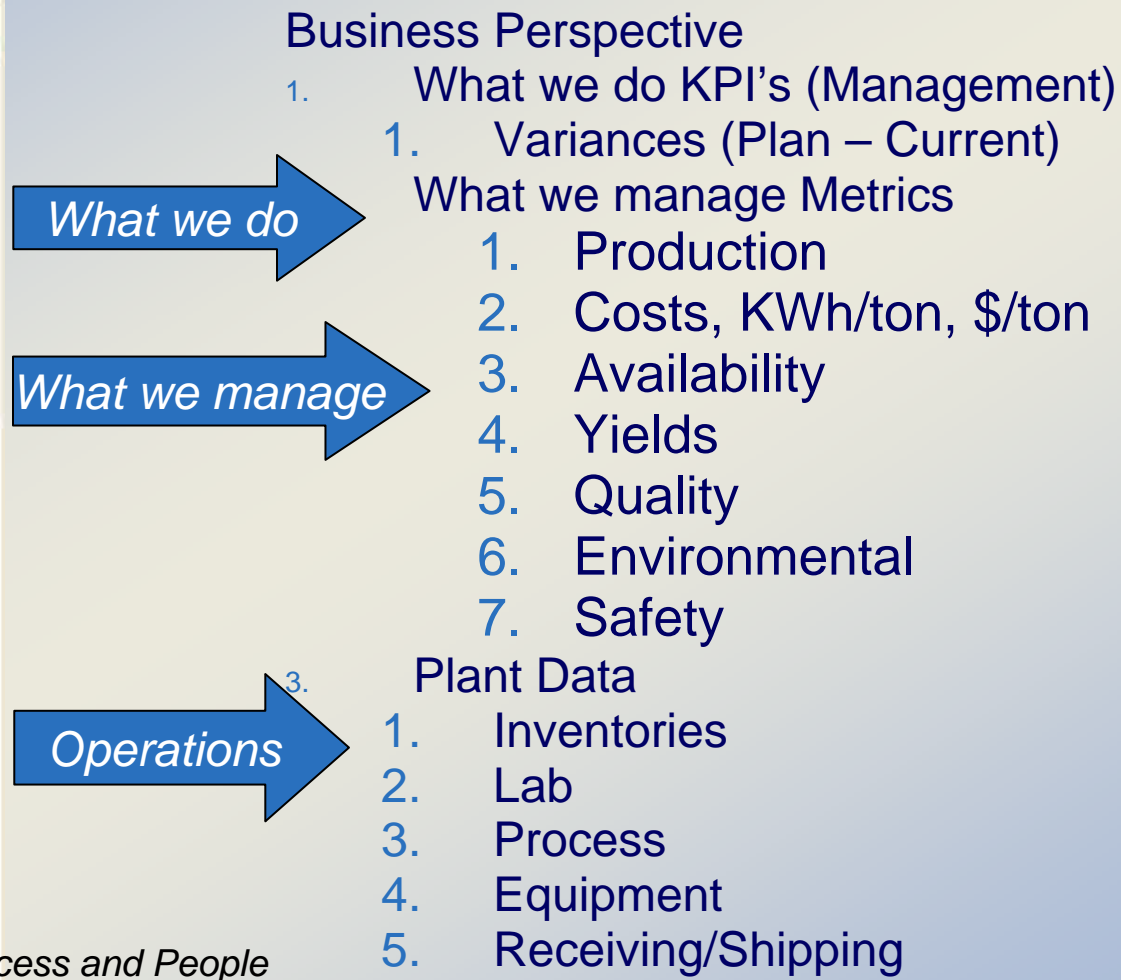 Business Perspective
1. What we do KPI's (Management)
1. Variances (Plan – Current)
What we manage Metrics
What we do
1. Production
2. Costs, KWh/ton, $/ton
What we manage
3. Availability
4. Yields
5. Quality
6. Environmental
7. Safety
3. Plant Data
Operations
1. Inventories
2. Lab
3. Process
4. Equipment
5. Receiving/Shipping
and People